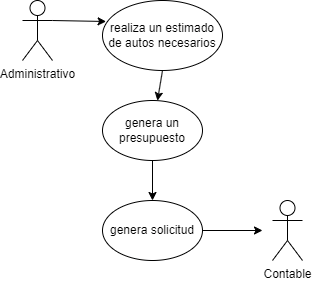 realiza un estimado
de autos necesarios
Administrativo
genera un
presupuesto
genera solicitud
Contable